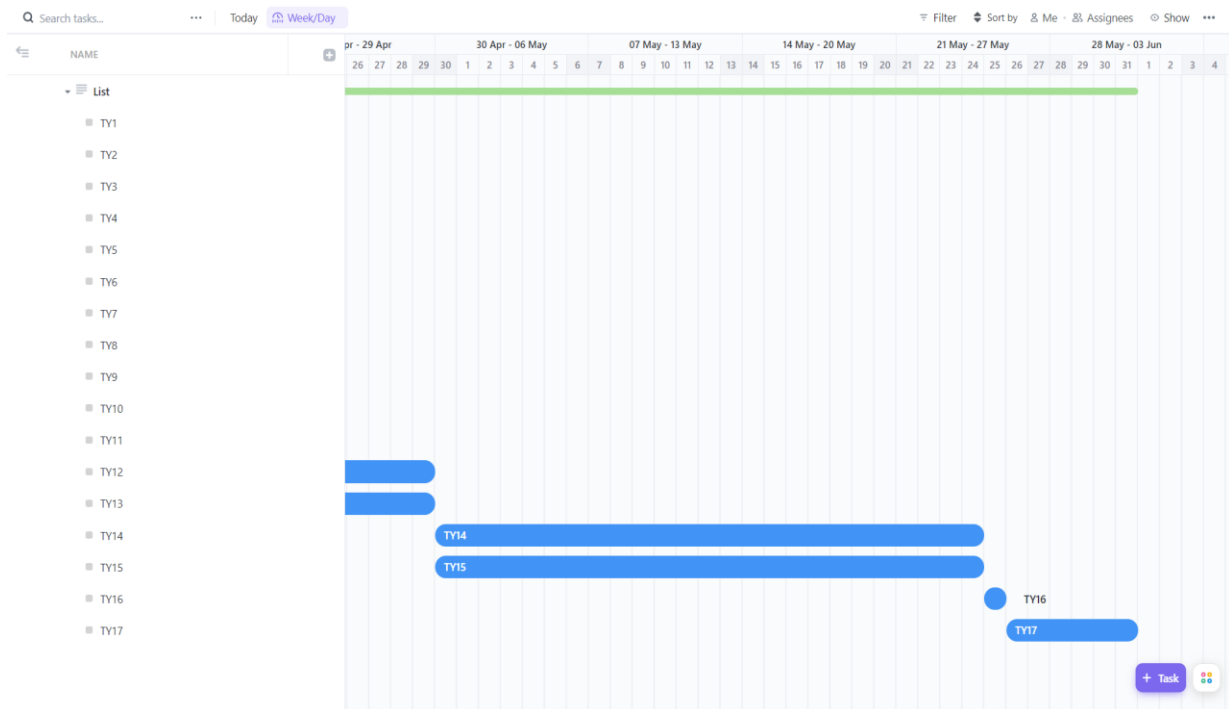 Search tasks... ... Today Week/Day Filter Sort by Me Assignees Show ...
NAME
pr - 29 Apr 30 Apr - 06 May 07 May - 13 May 14 May - 20 May 21 May - 27 May 28 May - 03 Jun
26 27 28 29 30 1 2 3 4 5 6 7 8 9 10 11 12 13 14 15 16 17 18 19 20 21 22 23 24 25 26 27 28 29 30 31 1 2 3 4
List
TY1
TY2
TY3
TY4
TY5
TY6
TY7
TY8
TY9
TY10
TY11
TY12
TY13
TY14 TY14
TY15 TY15
TY16 TY16
TY17 TY17
+ Task